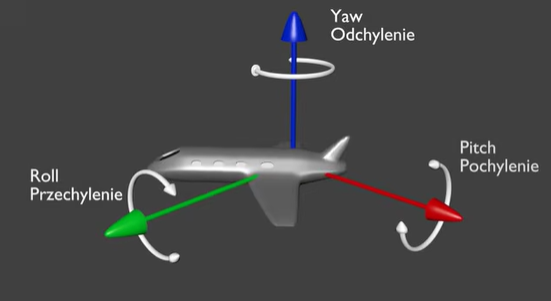 Yaw
Odchylenie
Pitch
Pochylenie
Roll
Przechylenie